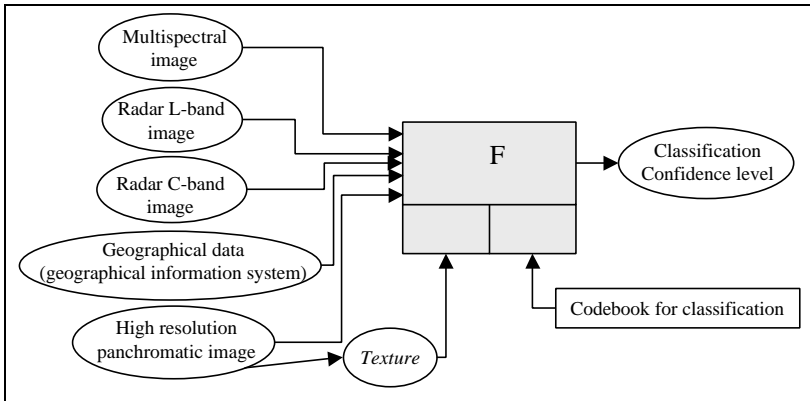 Multispectral
image
Radar L-band
image
Radar C-band
image
Geographical data
(geographical information system)
High resolution
panchromatic image
Texture
F
Classification
Confidence level
Codebook for classification